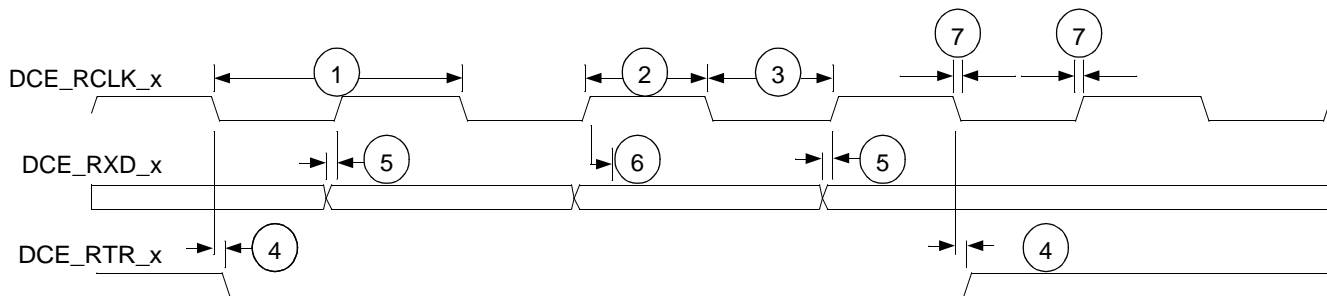 7 7
1 2 3
DCE_RCLK_x
5 6 5
DCE_RXD_x
4 4
DCE_RTR_x